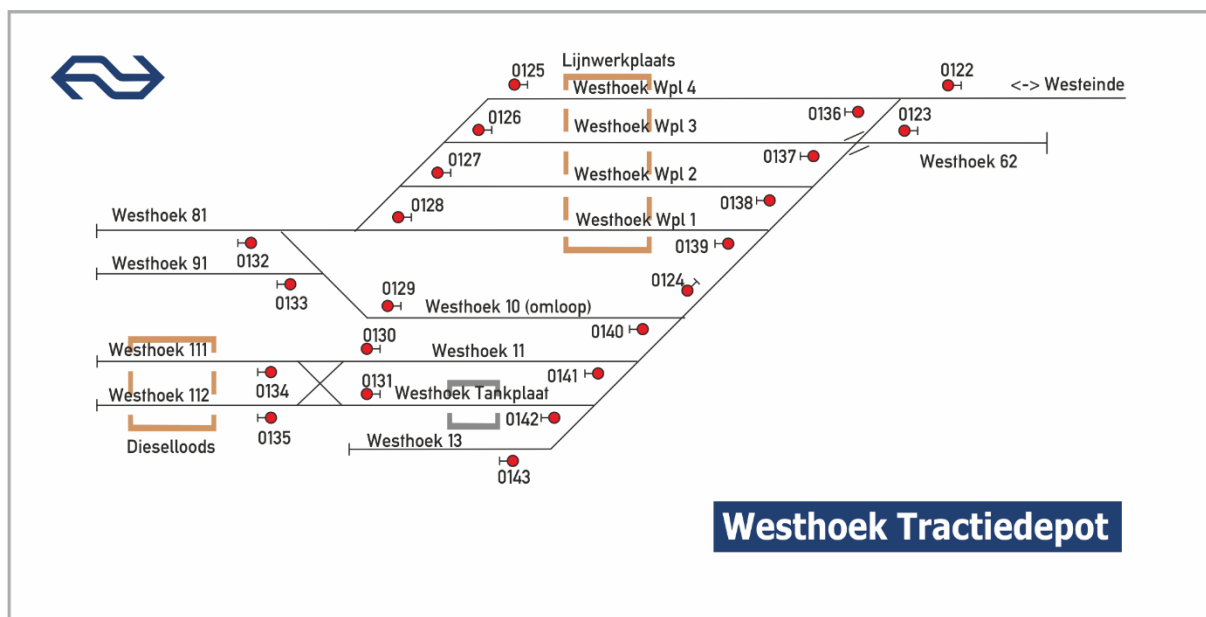 0125
Lijnwerkplaats
0122
Westhoek Wpl 4
<-> Westeinde
0126
0136
0123
Westhoek Wpl 3
0127
0137
Westhoek 62
Westhoek Wpl 2
0128
0138
Westhoek 81
Westhoek Wpl 1
0132
0139
Westhoek 91
0133
0129
0124
Westhoek 10 (omloop)
0140
0130
Westhoek 111
Westhoek 11
0134
0131
0141
Westhoek 112
Westhoek Tankplaat
0135
0142
Diesellloods
Westhoek 13
0143
Westhoek Tractiedepot